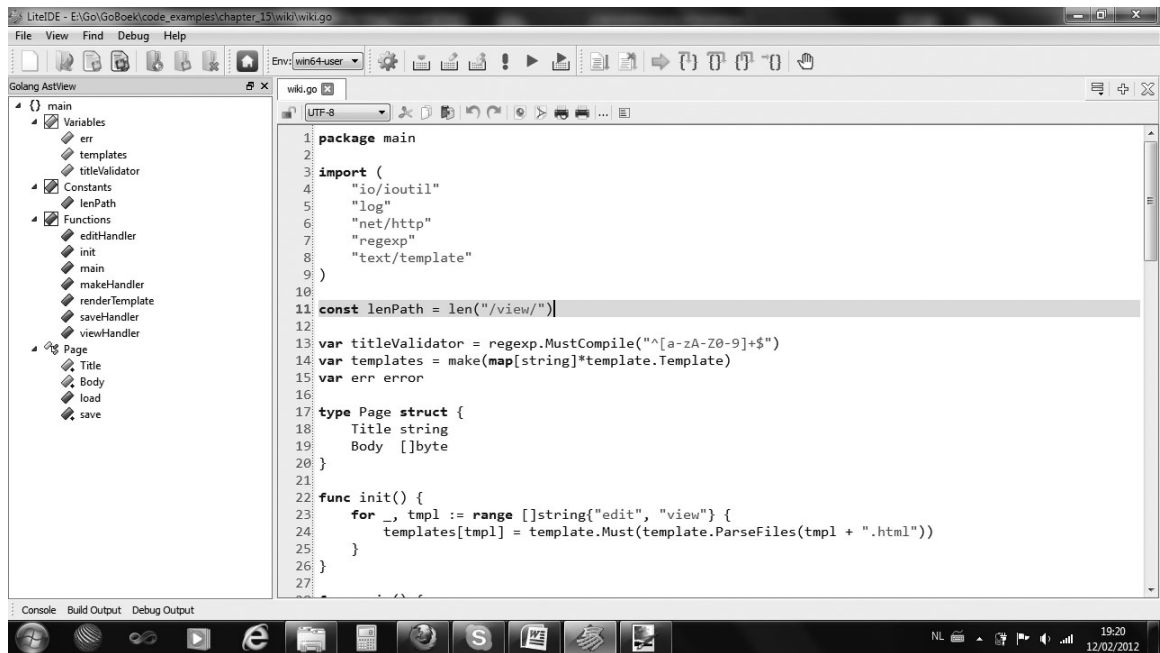 LiteIDE - E:\Go\GoBoek\code_examples\chapter_15\wiki\wiki.go
File View Find Debug Help
Env: win64-user
Golang AstView
wiki.go
UTF-8
{} main
Variables
err
templates
titleValidator
Constants
lenPath
Functions
editHandler
init
main
makeHandler
renderTemplate
saveHandler
viewHandler
Page
Title
Body
load
save
1 package main
2
3 import (
4     "io/ioutil"
5     "log"
6     "net/http"
7     "regexp"
8     "text/template"
9 )
10
11 const lenPath = len("/view/")
12
13 var titleValidator = regexp.MustCompile("^[a-zA-Z0-9]+$")
14 var templates = make(map[string]*template.Template)
15 var err error
16
17 type Page struct {
18     Title string
19     Body  []byte
20 }
21
22 func init() {
23     for _, tmpl := range []string{"edit", "view"} {
24         templates[tmpl] = template.Must(template.ParseFiles(tmpl + ".html"))
25     }
26 }
27
Console Build Output Debug Output
NL
19:20
12/02/2012